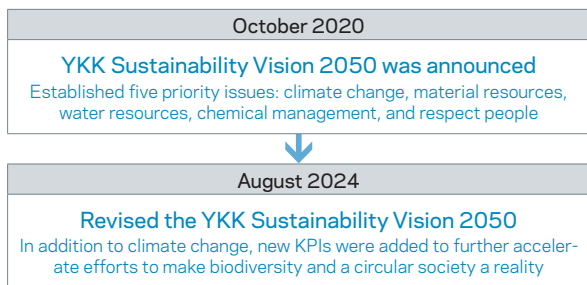 October 2020
YKK Sustainability Vision 2050 was announced
Established five priority issues: climate change, material resources,
water resources, chemical management, and respect people
August 2024
Revised the YKK Sustainability Vision 2050
In addition to climate change, new KPIs were added to further acceler-
ate efforts to make biodiversity and a circular society a reality